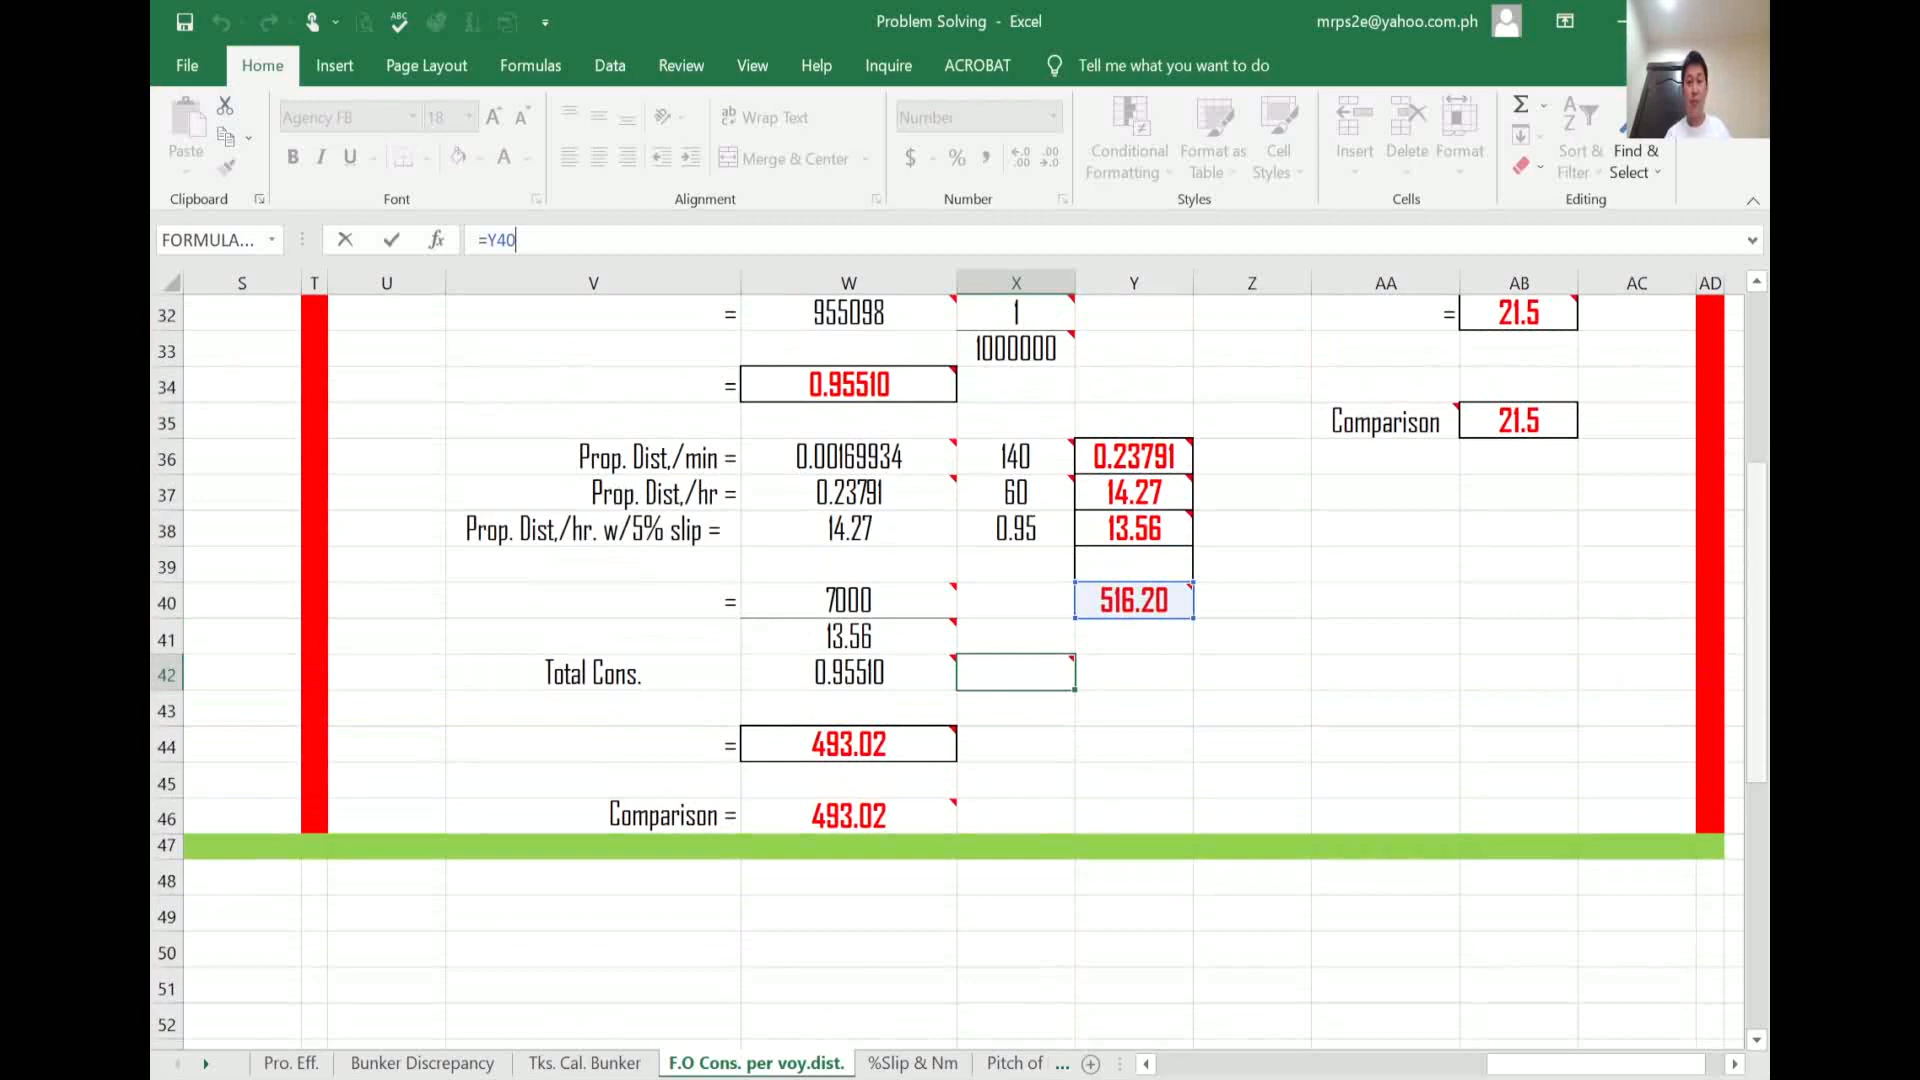 Problem Solving - Excel
mrps2e@yahoo.com.ph
File Home Insert Page Layout Formulas Data Review View Help Inquire ACROBAT Tell me what you want to do
Paste
Clipboard
Agency FB 18
B I U A
Font
ab Wrap Text
Merge & Center
Alignment
Number
$ % , .0 .00 .00 .0
Number
Conditional Formatting
Format as Table
Cell Styles
Styles
Insert Delete Format
Cells
Σ
Sort & Filter
Find & Select
Editing
FORMULA... fx =Y40
S T U V W X Y Z AA AB AC AD
32 = 955098 1 = 21.5
33 1000000
34 = 0.95510
35 Comparison 21.5
36 Prop. Dist./min = 0.00169934 140 0.23791
37 Prop. Dist./hr = 0.23791 60 14.27
38 Prop. Dist./hr. w/5% slip = 14.27 0.95 13.56
39
40 = 7000 516.20
41 13.56
42 Total Cons. 0.95510
43
44 = 493.02
45
46 Comparison = 493.02
47
48
49
50
51
52
Pro. Eff. Bunker Discrepancy Tks. Cal. Bunker F.O Cons. per voy.dist. %Slip & Nm Pitch of ...